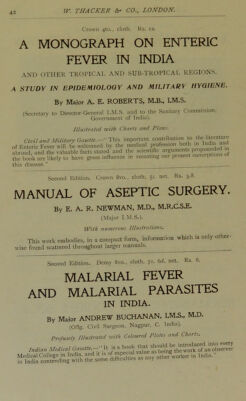 42 W. THACKER & CO., LONDON.
Crown 4to, cloth. Rs.
A MONOGRAPH ON ENTERIC
FEVER IN INDIA
AND OTHER TROPICAL AND SUB-TROPICAL REGIONS.
A STUDY IN EPIDEMIOLOGY AND MILITARY HYGIENE.
By Major A. E. ROBERTS, M.B., I.M.S.
(Secretary to Director-General I.M.S. and to the Sanitary Commission,
Government of India).
Illustrated with Charts and Plans.
Civil and Military Gazette.—"This important contribution to the literature
of Enteric Fever will be welcomed by the medical profession both in India and
abroad, and the valuable facts stated and the scientific arguments propounded in
the book are likely to have great influence in remaking our present conceptions of
this disease."
Second Edition. Crown 8vo, cloth, 5s. net. Rs. 3.8.
MANUAL OF ASEPTIC SURGERY.
By E. A. R. NEWMAN, M.D., M.R.C.S.E.
(Major I.M.S.).
With numerous Illustrations.
This work embodies, in a compact form, information which is only other-
wise found scattered throughout larger manuals.
Second Edition. Demy 8vo, cloth, 7s. 6d. net. Rs. 6.
MALARIAL FEVER
AND MALARIAL PARASITES
IN INDIA.
By Major ANDREW BUCHANAN, I.M.S., M.D.
(Offg. Civil Surgeon, Nagpur, C. India).
Profusely Illustrated with Coloured Plates and Charts.
Indian Medical Gazette.—"It is a book that should be introduced into every
Medical College in India, and it is of especial value as being the work of an observer
in India contending with the same difficulties as any other worker in India."